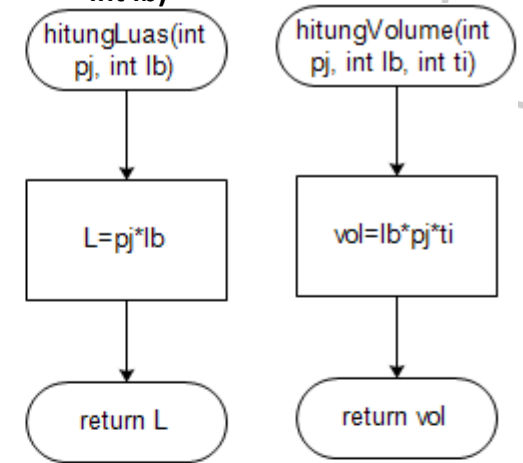 hitungLuas(int
pj, int lb)
L=pj*lb
return L
hitungVolume(int
pj, int lb, int ti)
vol=lb*pj*ti
return vol